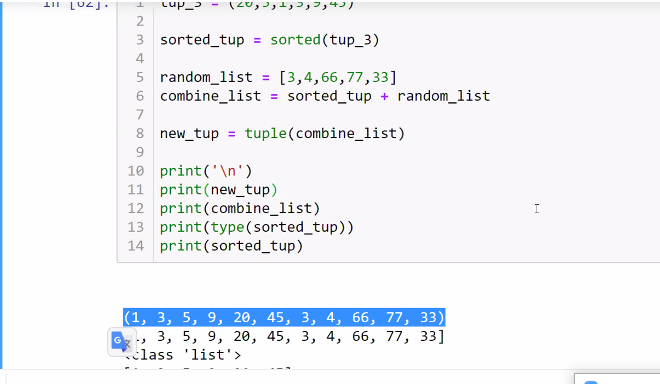 In [62]:
1 tup_3 = (20,5,1,3,9,45)
2
3 sorted_tup = sorted(tup_3)
4
5 random_list = [3,4,66,77,33]
6 combine_list = sorted_tup + random_list
7
8 new_tup = tuple(combine_list)
9
10 print('\n')
11 print(new_tup)
12 print(combine_list)
13 print(type(sorted_tup))
14 print(sorted_tup)
(1, 3, 5, 9, 20, 45, 3, 4, 66, 77, 33)
, 3, 5, 9, 20, 45, 3, 4, 66, 77, 33]
<class 'list'>